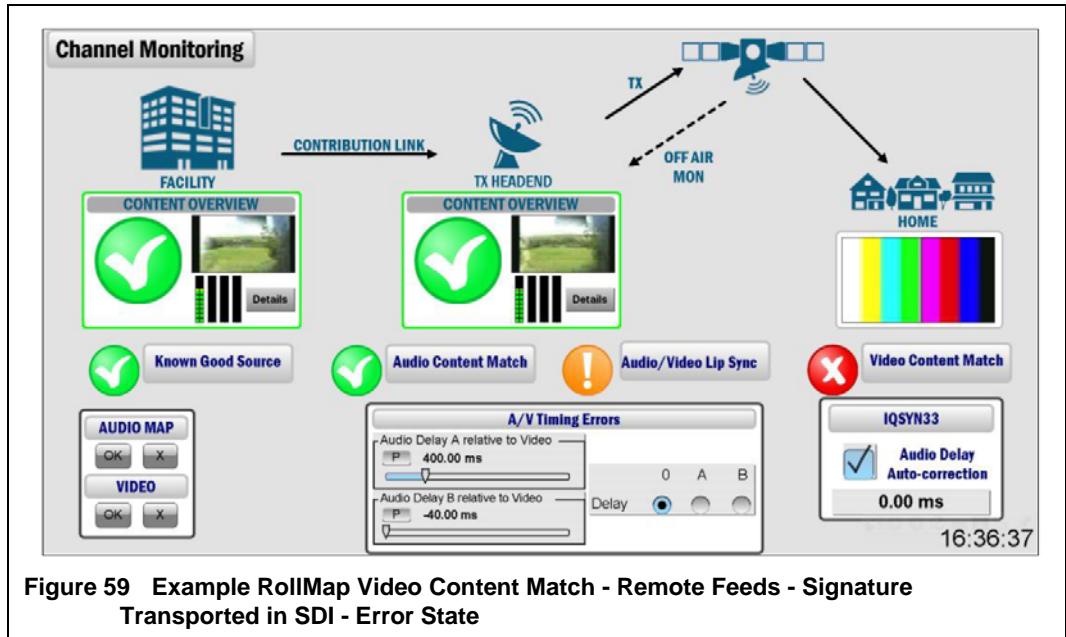 Channel Monitoring
TX
CONTRIBUTION LINK
OFF AIR
MON
FACILITY
TX HEADEND
HOME
CONTENT OVERVIEW
Details
CONTENT OVERVIEW
Details
Known Good Source
Audio Content Match
Audio/Video Lip Sync
Video Content Match
AUDIO MAP
OK X
VIDEO
OK X
A/V Timing Errors
Audio Delay A relative to Video
P 400.00 ms
Audio Delay B relative to Video
P -40.00 ms
0 A B
Delay
IQSYN33
Audio Delay
Auto-correction
0.00 ms
16:36:37
Figure 59 Example RollMap Video Content Match - Remote Feeds - Signature
Transported in SDI - Error State